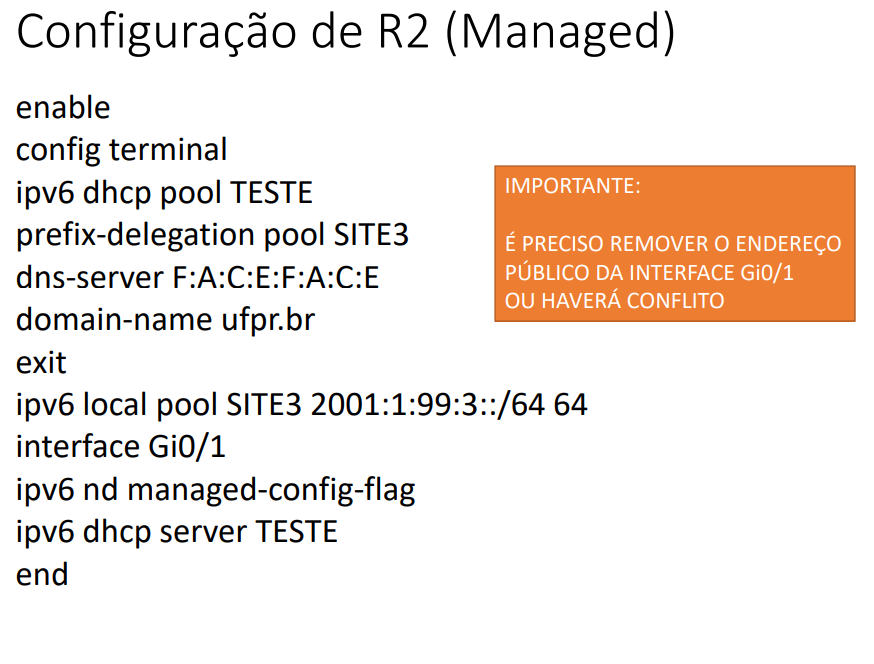 Configuração de R2 (Managed)
enable
config terminal
ipv6 dhcp pool TESTE
prefix-delegation pool SITE3
dns-server F:A:C:E:F:A:C:E
domain-name ufpr.br
exit
ipv6 local pool SITE3 2001:1:99:3::/64 64
interface Gi0/1
ipv6 nd managed-config-flag
ipv6 dhcp server TESTE
end
IMPORTANTE:
É PRECISO REMOVER O ENDEREÇO
PÚBLICO DA INTERFACE Gi0/1
OU HAVERÁ CONFLITO